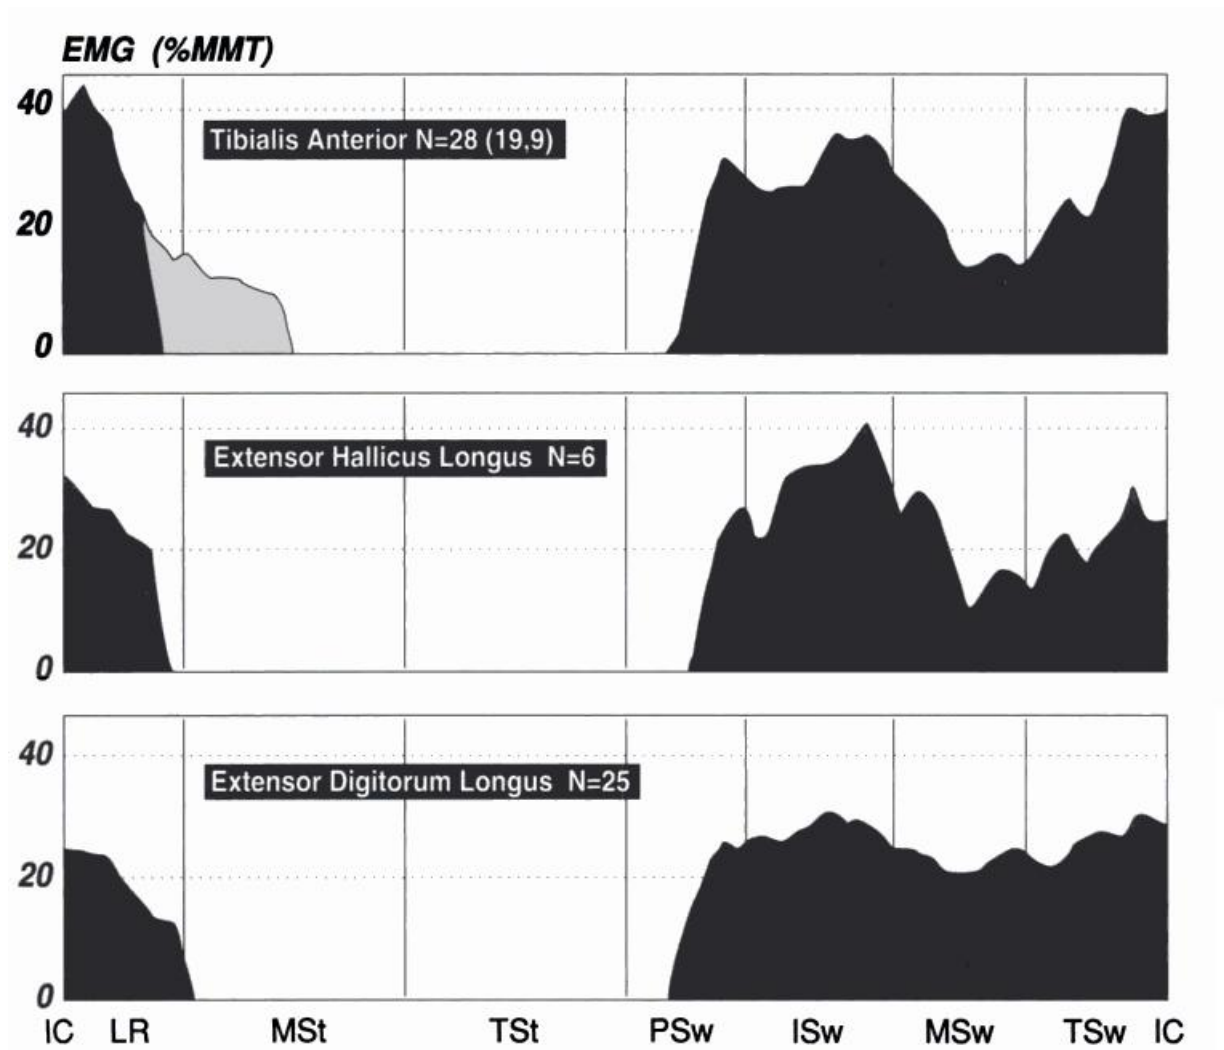 EMG (%MMT)
40
Tibialis Anterior N=28 (19,9)
20
0
40
Extensor Hallicus Longus N=6
20
0
40
Extensor Digitorum Longus N=25
20
0
IC LR MSt TSt PSw ISw MSw TSw IC